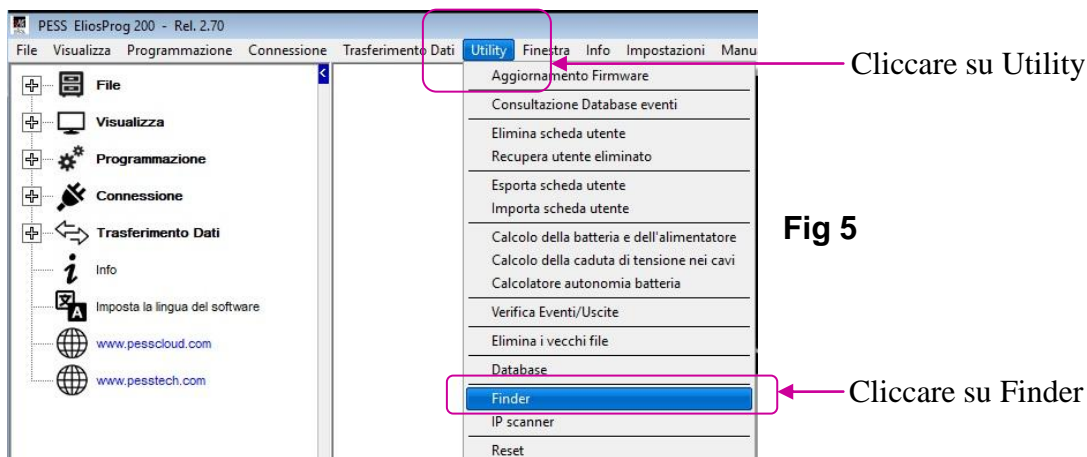 PESS EliosProg 200 - Rel. 2.70
File Visualizza Programmazione Connessione Trasferimento Dati Utility Finestra Info Impostazioni Manu
File
Visualizza
Programmazione
Connessione
Trasferimento Dati
Info
Imposta la lingua del software
www.pesscloud.com
www.pesstech.com
Aggiornamento Firmware
Consultazione Database eventi
Elimina scheda utente
Recupera utente eliminato
Esporta scheda utente
Importa scheda utente
Calcolo della batteria e dell'alimentatore
Calcolo della caduta di tensione nei cavi
Calcolatore autonomia batteria
Verifica Eventi/Uscite
Elimina i vecchi file
Database
Finder
IP scanner
Reset
Cliccare su Utility
Fig 5
Cliccare su Finder